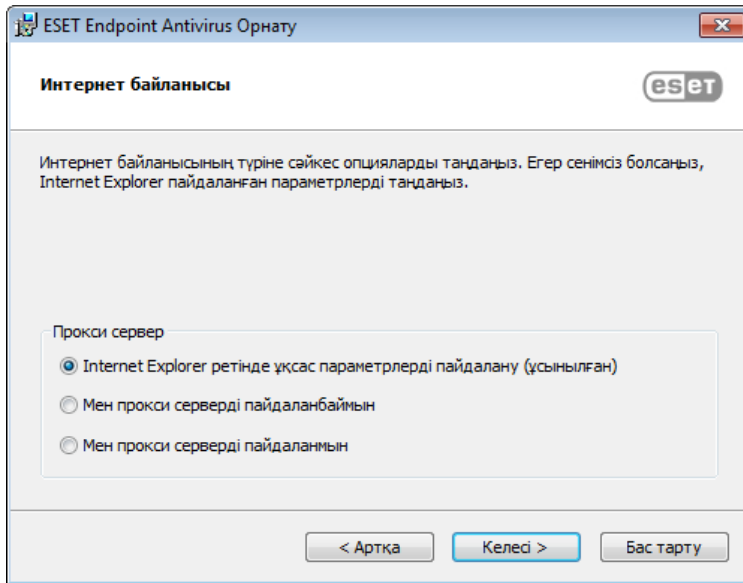 ESET Endpoint Antivirus Орнату
Интернет байланысы
eseт
Интернет байланысының түріне сәйкес опцияларды таңдаңыз. Егер сенімсіз болсаңыз,
Internet Explorer пайдаланған параметрлерді таңдаңыз.
Прокси сервер
Internet Explorer ретінде ұқсас параметрлерді пайдалану (ұсынылған)
Мен прокси серверді пайдаланбаймын
Мен прокси серверді пайдаланмын
< Артқа
Келесі >
Бас тарту